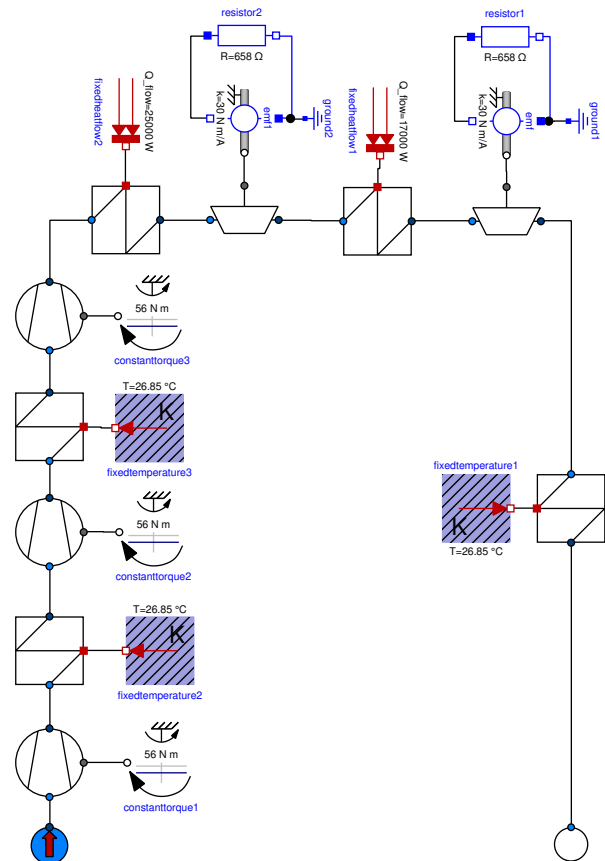 resistor2
R=658 Ω
fixedheatflow2
Q_flow=25000 W
k=30 N m/A
emf1
ground2
resistor1
R=658 Ω
fixedheatflow1
Q_flow=17000 W
k=30 N m/A
emf
ground1
56 N m
constanttorque3
T=26.85 °C
K
fixedtemperature3
fixedtemperature1
K
T=26.85 °C
56 N m
constanttorque2
T=26.85 °C
K
fixedtemperature2
56 N m
constanttorque1